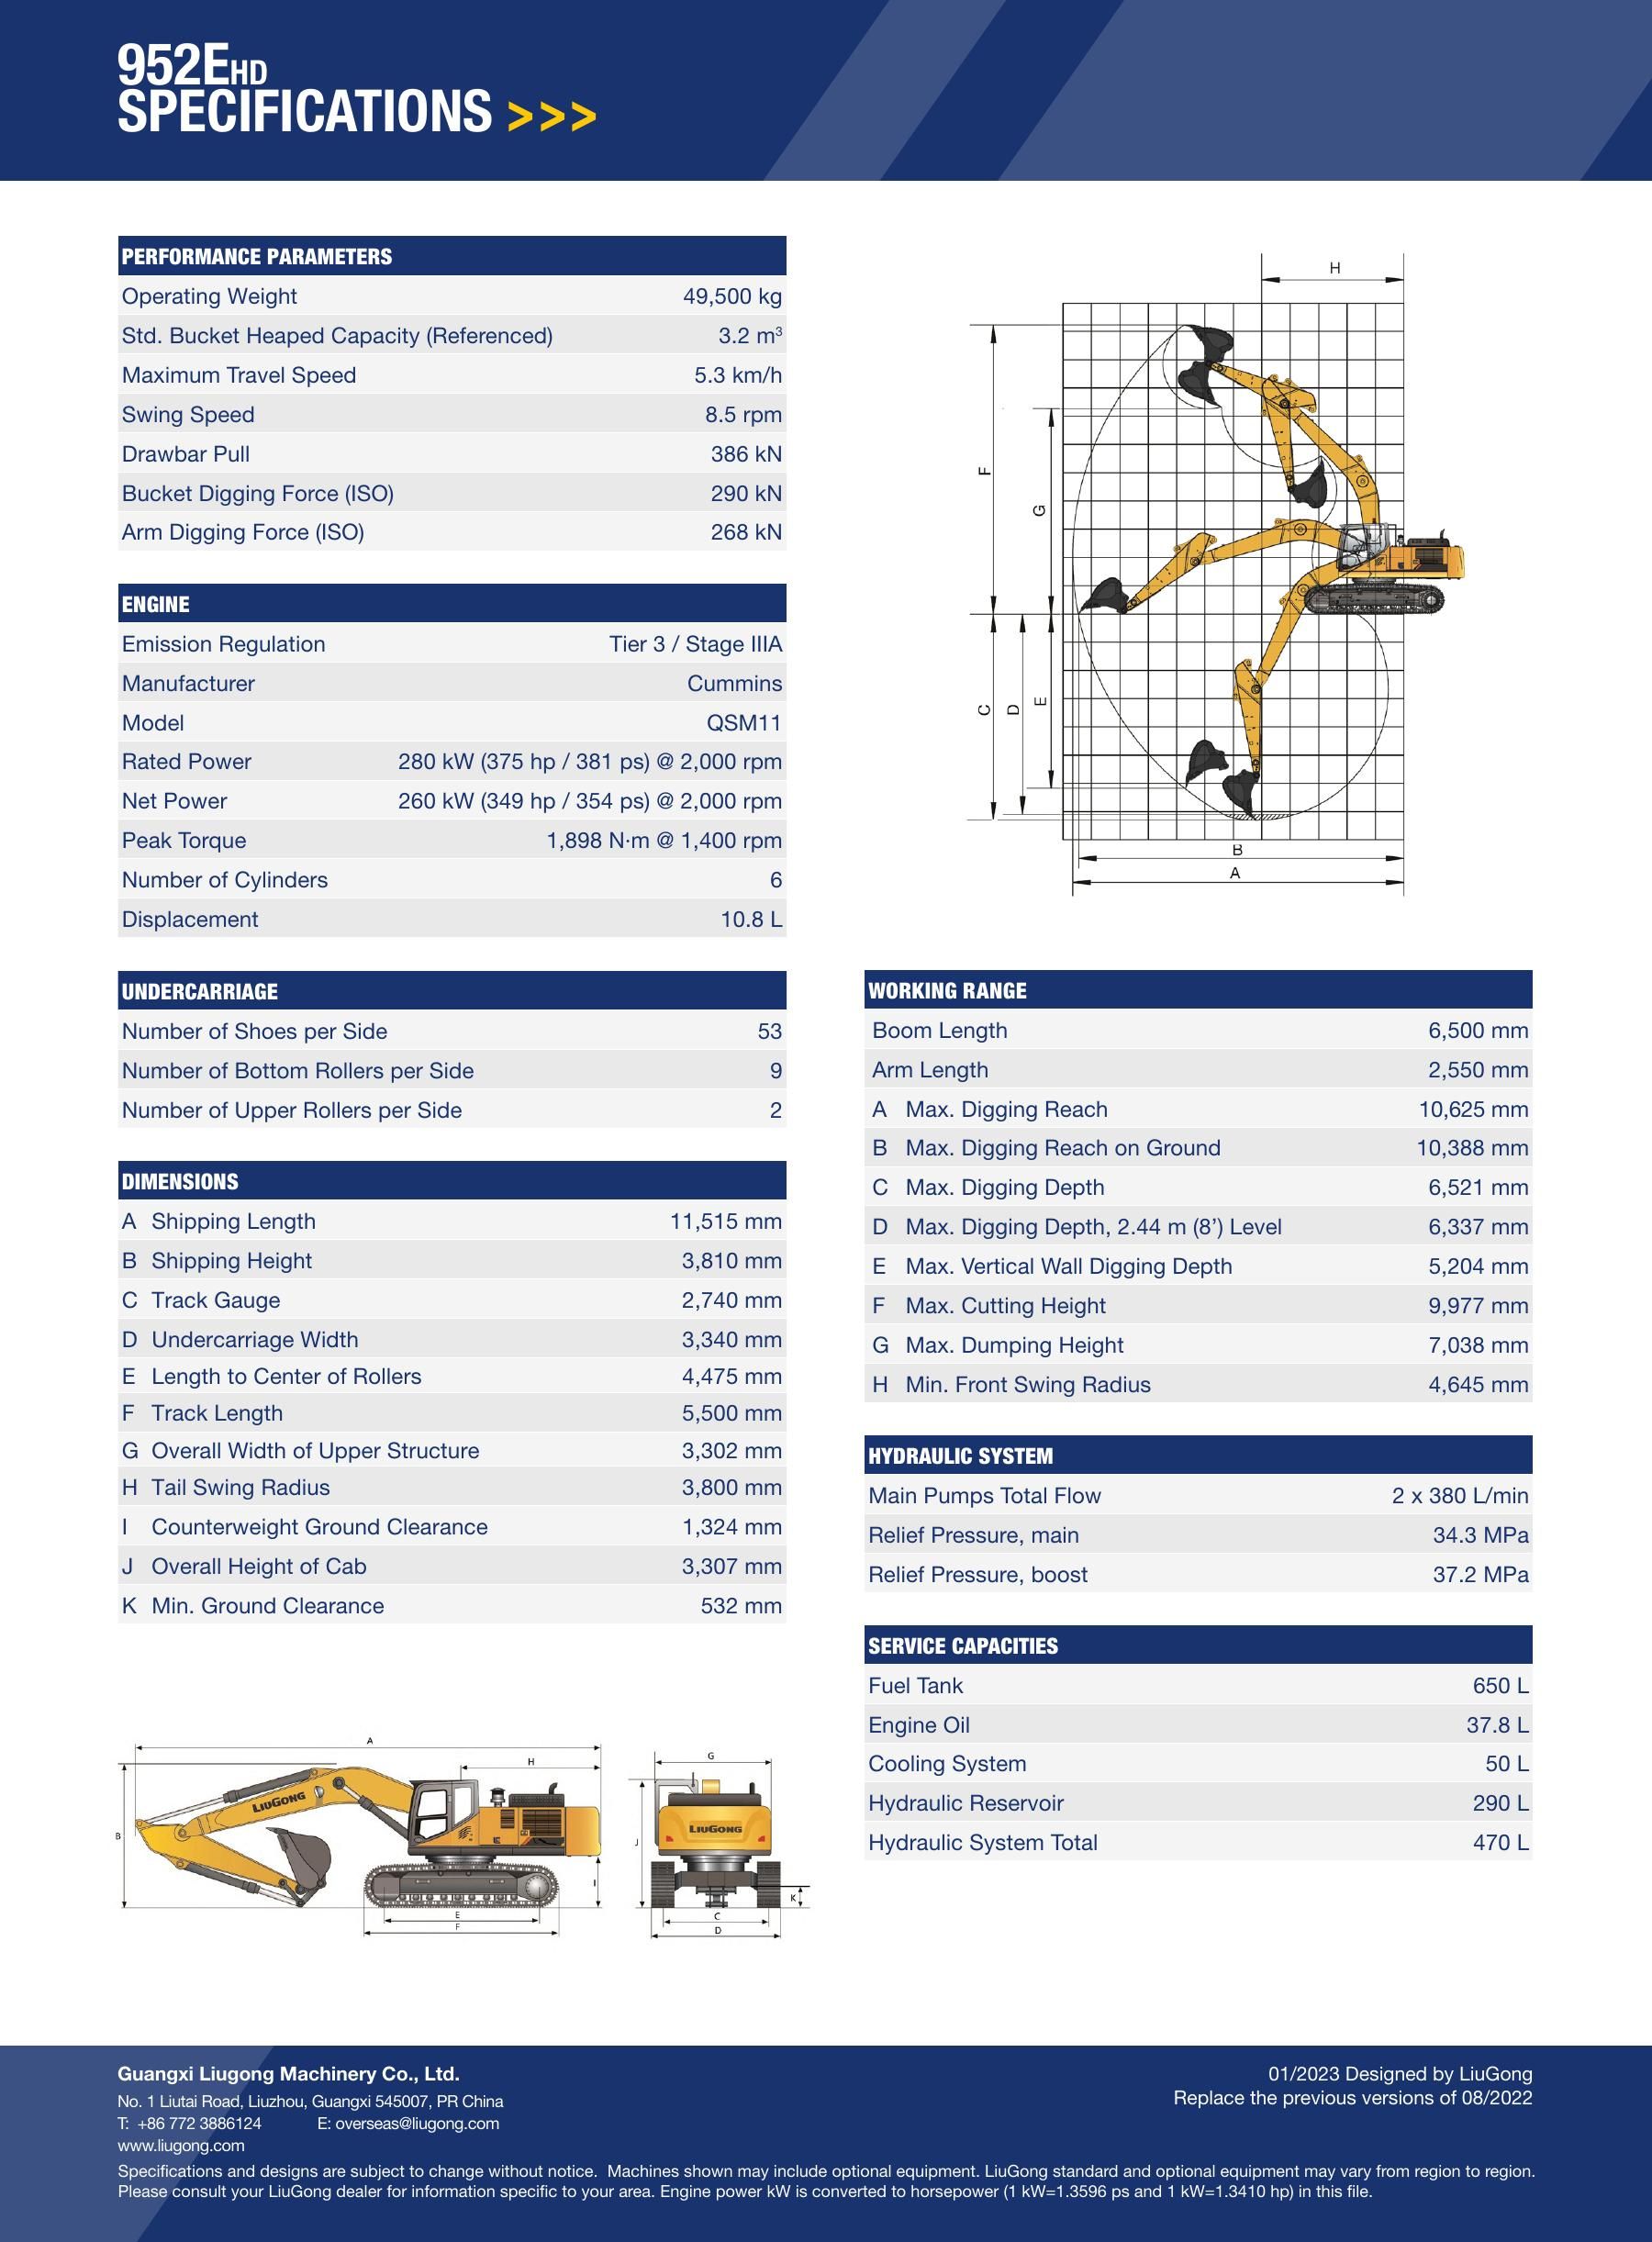 952EHD
SPECIFICATIONS >>>
PERFORMANCE PARAMETERS
Operating Weight 49,500 kg
Std. Bucket Heaped Capacity (Referenced) 3.2 m³
Maximum Travel Speed 5.3 km/h
Swing Speed 8.5 rpm
Drawbar Pull 386 kN
Bucket Digging Force (ISO) 290 kN
Arm Digging Force (ISO) 268 kN
ENGINE
Emission Regulation Tier 3 / Stage IIIA
Manufacturer Cummins
Model QSM11
Rated Power 280 kW (375 hp / 381 ps) @ 2,000 rpm
Net Power 260 kW (349 hp / 354 ps) @ 2,000 rpm
Peak Torque 1,898 N·m @ 1,400 rpm
Number of Cylinders 6
Displacement 10.8 L
UNDERCARRIAGE
Number of Shoes per Side 53
Number of Bottom Rollers per Side 9
Number of Upper Rollers per Side 2
DIMENSIONS
A Shipping Length 11,515 mm
B Shipping Height 3,810 mm
C Track Gauge 2,740 mm
D Undercarriage Width 3,340 mm
E Length to Center of Rollers 4,475 mm
F Track Length 5,500 mm
G Overall Width of Upper Structure 3,302 mm
H Tail Swing Radius 3,800 mm
I Counterweight Ground Clearance 1,324 mm
J Overall Height of Cab 3,307 mm
K Min. Ground Clearance 532 mm
A
H
B
LIUGONG
I
E
F
G
J
LIUGONG
K
C
D
H
F
G
C
D
E
B
A
WORKING RANGE
Boom Length 6,500 mm
Arm Length 2,550 mm
A Max. Digging Reach 10,625 mm
B Max. Digging Reach on Ground 10,388 mm
C Max. Digging Depth 6,521 mm
D Max. Digging Depth, 2.44 m (8’) Level 6,337 mm
E Max. Vertical Wall Digging Depth 5,204 mm
F Max. Cutting Height 9,977 mm
G Max. Dumping Height 7,038 mm
H Min. Front Swing Radius 4,645 mm
HYDRAULIC SYSTEM
Main Pumps Total Flow 2 x 380 L/min
Relief Pressure, main 34.3 MPa
Relief Pressure, boost 37.2 MPa
SERVICE CAPACITIES
Fuel Tank 650 L
Engine Oil 37.8 L
Cooling System 50 L
Hydraulic Reservoir 290 L
Hydraulic System Total 470 L
Guangxi Liugong Machinery Co., Ltd.
No. 1 Liutai Road, Liuzhou, Guangxi 545007, PR China
T: +86 772 3886124 E: overseas@liugong.com
www.liugong.com
01/2023 Designed by LiuGong
Replace the previous versions of 08/2022
Specifications and designs are subject to change without notice. Machines shown may include optional equipment. LiuGong standard and optional equipment may vary from region to region.
Please consult your LiuGong dealer for information specific to your area. Engine power kW is converted to horsepower (1 kW=1.3596 ps and 1 kW=1.3410 hp) in this file.